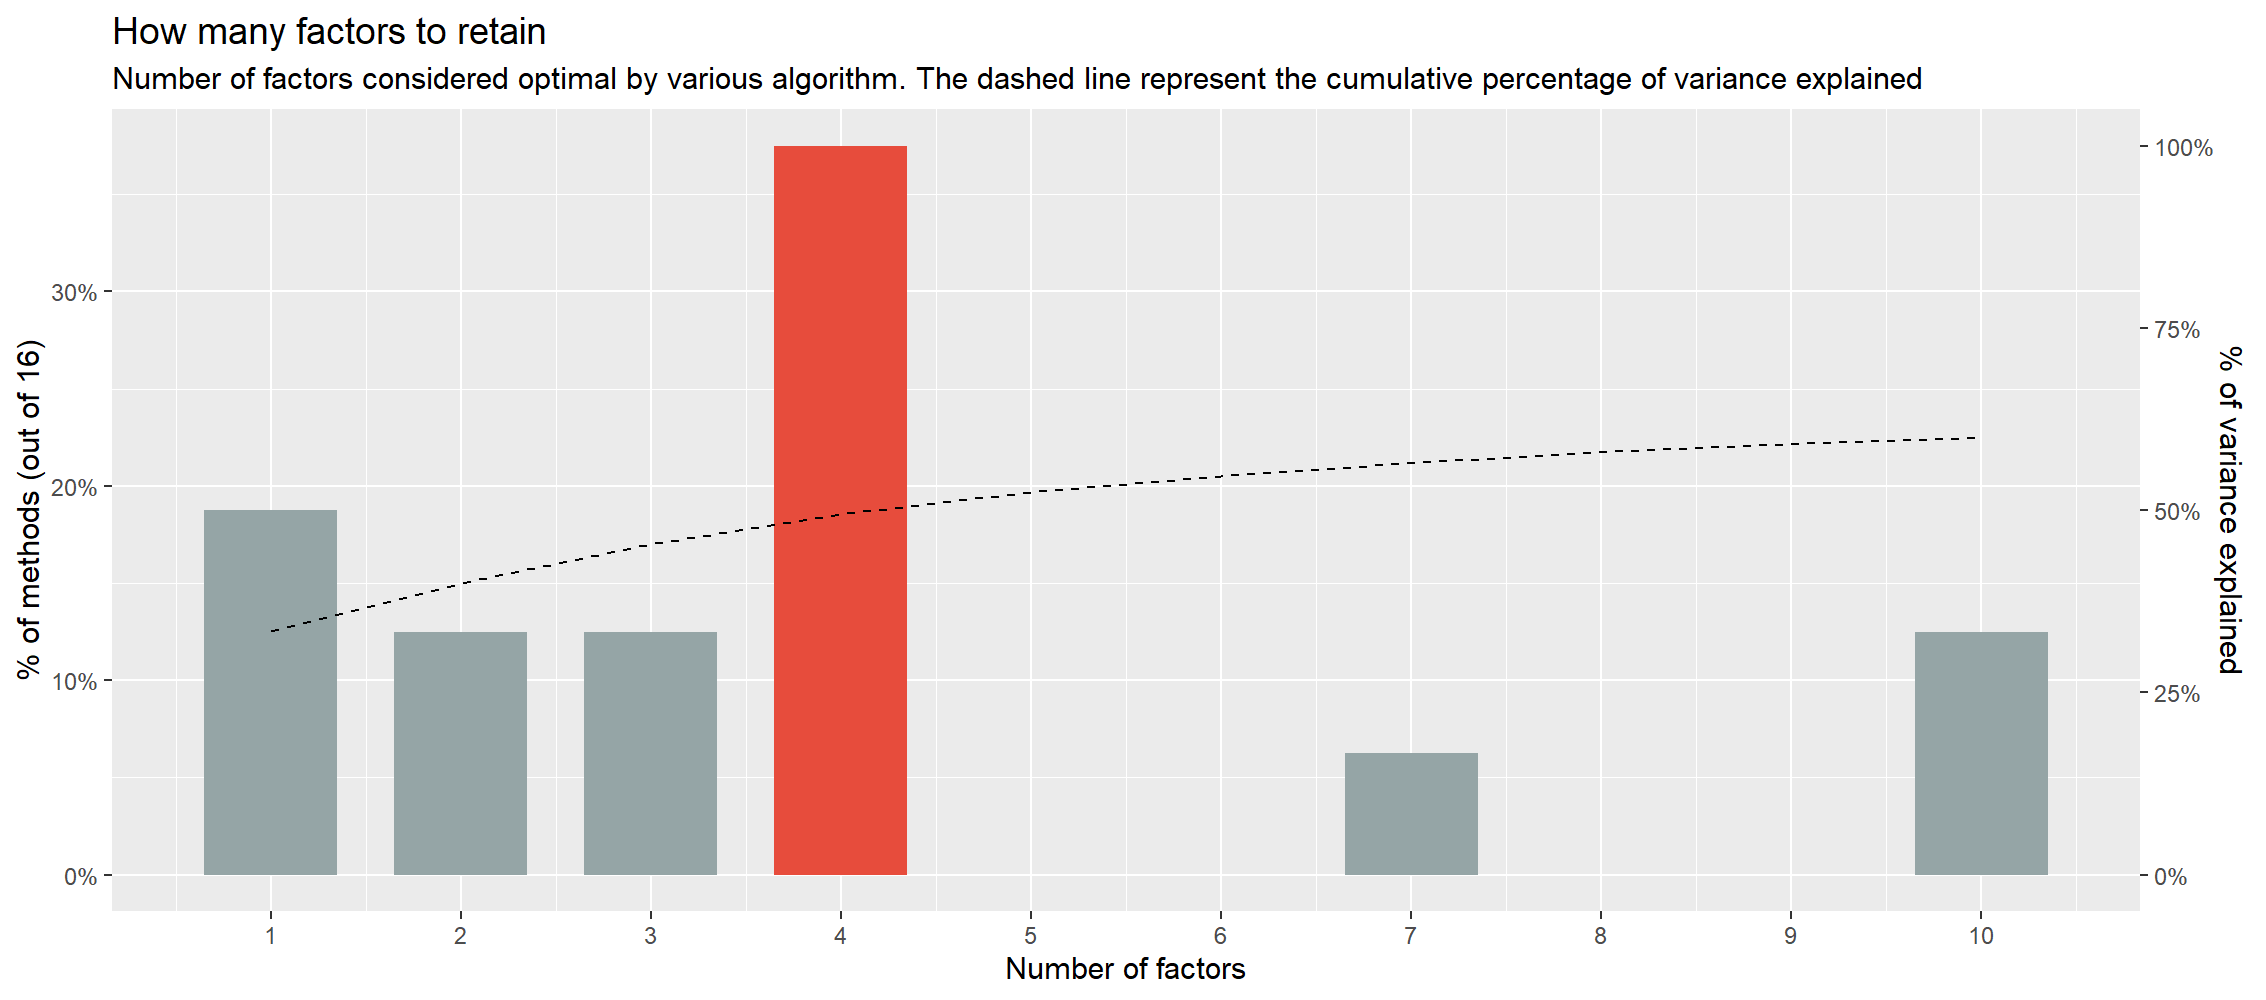 How many factors to retain
Number of factors considered optimal by various algorithm. The dashed line represent the cumulative percentage of variance explained
% of methods (out of 16)
30%
20%
10%
0%
100%
75%
50%
25%
0%
% of variance explained
1 2 3 4 5 6 7 8 9 10
Number of factors